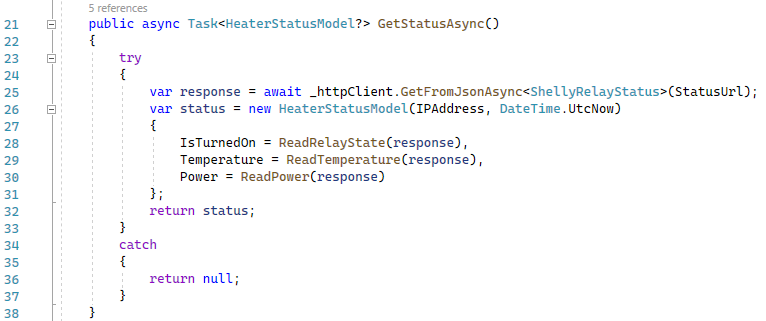 5 references
21 public async Task<HeaterStatusModel?> GetStatusAsync()
22 {
23 try
24 {
25 var response = await _httpClient.GetFromJsonAsync<ShellyRelayStatus>(StatusUrl);
26 var status = new HeaterStatusModel(IPAddress, DateTime.UtcNow)
27 {
28 IsTurnedOn = ReadRelayState(response),
29 Temperature = ReadTemperature(response),
30 Power = ReadPower(response)
31 };
32 return status;
33 }
34 catch
35 {
36 return null;
37 }
38 }